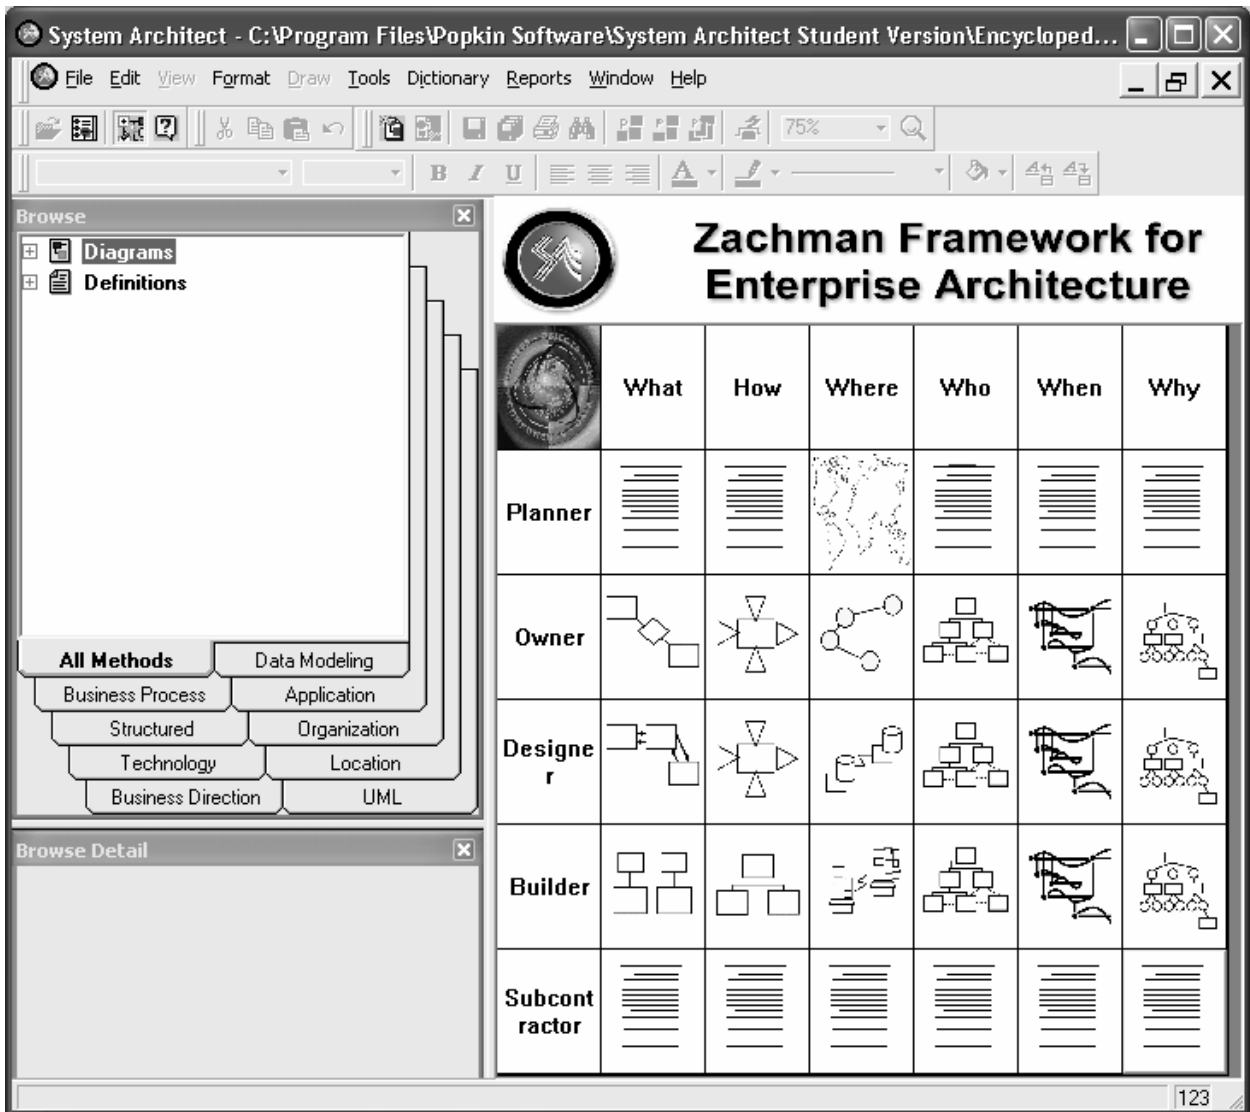 System Architect - C:\Program Files\Popkin Software\System Architect Student Version\Encycloped...
File Edit View Format Draw Tools Dictionary Reports Window Help
75%
B I U
Browse
Diagrams
Definitions
All Methods
Data Modeling
Business Process
Application
Structured
Organization
Technology
Location
Business Direction
UML
Browse Detail
Zachman Framework for
Enterprise Architecture
What How Where Who When Why
Planner
Owner
Designe
r
Builder
Subcont
ractor
123